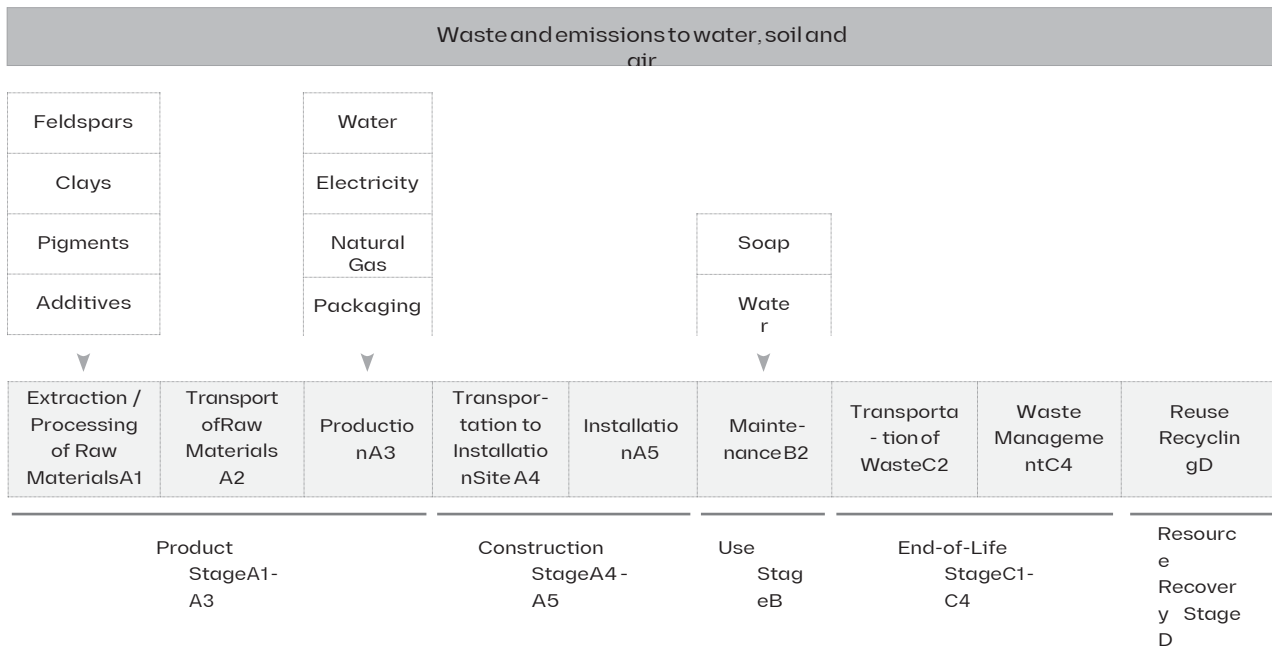 Waste and emissions to water, soil and
air
Feldspars
Clays
Pigments
Additives
Water
Electricity
Natural
Gas
Packaging
Soap
Wate
r
Extraction /
Processing
of Raw
MaterialsA1
Transport
ofRaw
Materials
A2
Productio
nA3
Transpor-
tation to
Installatio
nSite A4
Installatio
nA5
Mainte-
nanceB2
Transporta
- tion of
WasteC2
Waste
Manageme
ntC4
Reuse
Recyclin
gD
Product
StageA1-
A3
Construction
StageA4-
A5
Use
Stag
eB
End-of-Life
StageC1-
C4
Resourc
e
Recover
y Stage
D